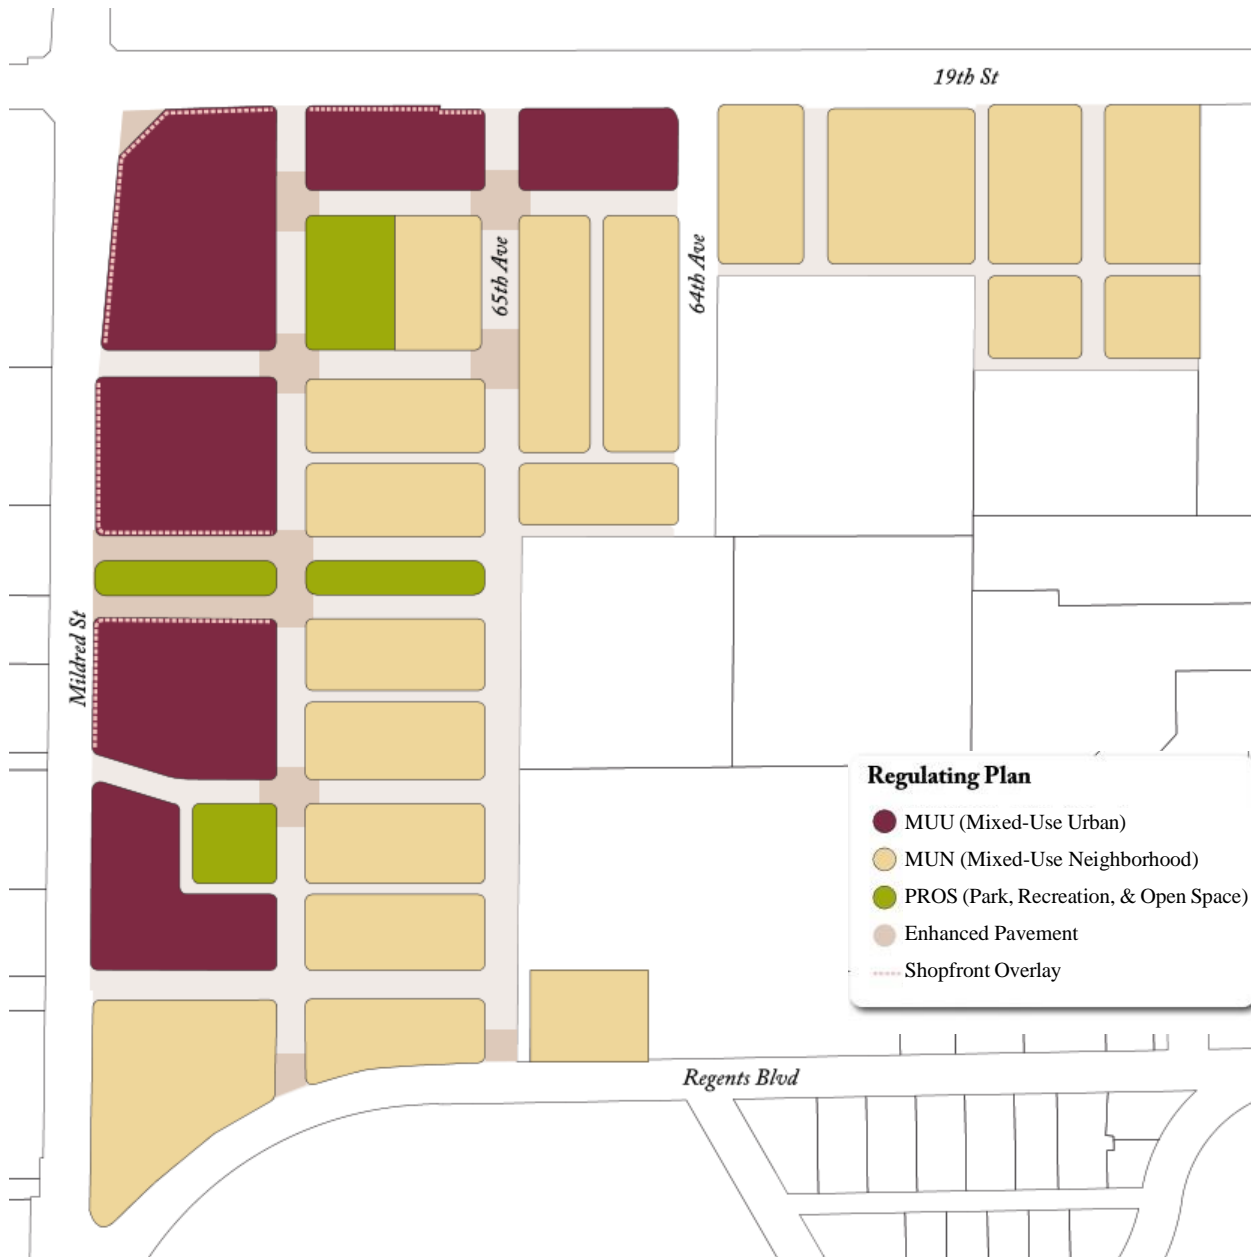 19th St
65th Ave
64th Ave
Mildred St
Regulating Plan
MUU (Mixed-Use Urban)
MUN (Mixed-Use Neighborhood)
PROS (Park, Recreation, & Open Space)
Enhanced Pavement
Shopfront Overlay
Regents Blvd